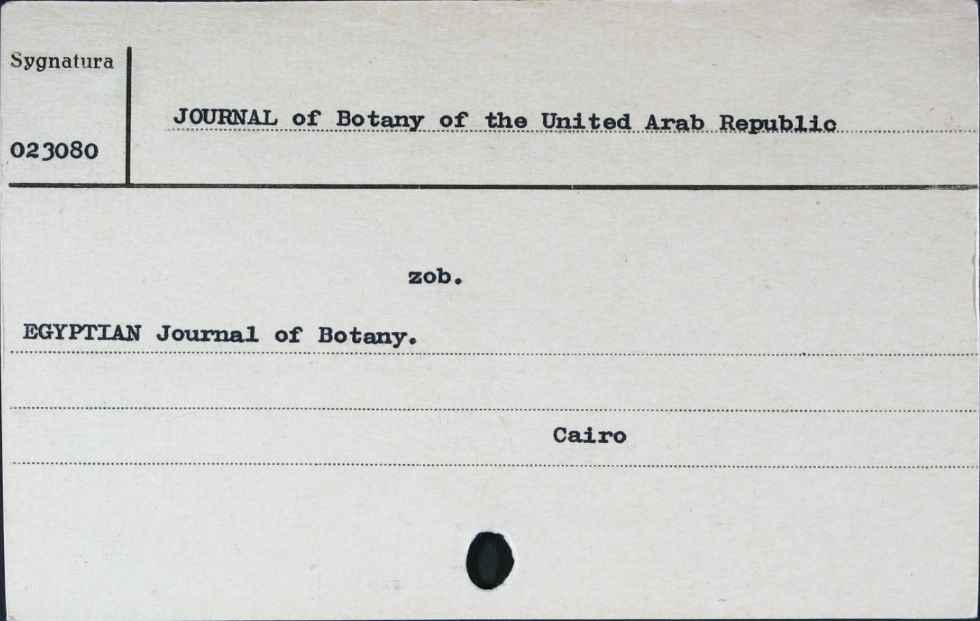 Sygnatura
JOURNAL of Botany of the United Arab Republic
023080
zob.
EGYPTIAN Journal of Botany.
Cairo